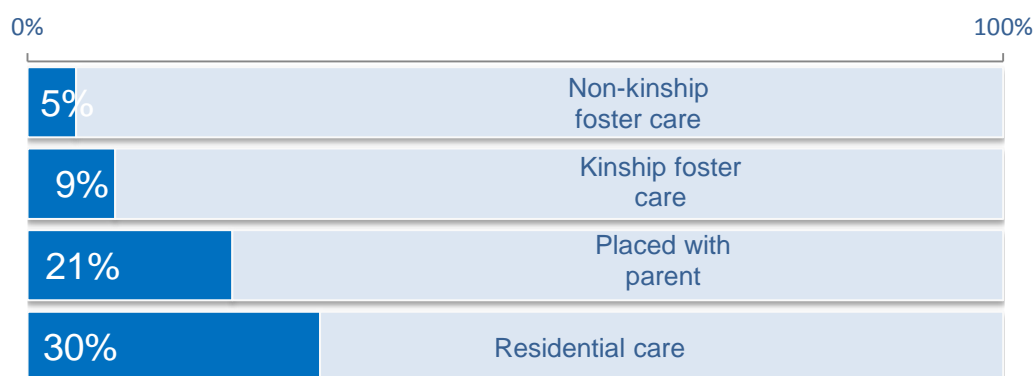 0%
100%
5%
Non-kinship
foster care
9%
Kinship foster
care
21%
Placed with
parent
30%
Residential care